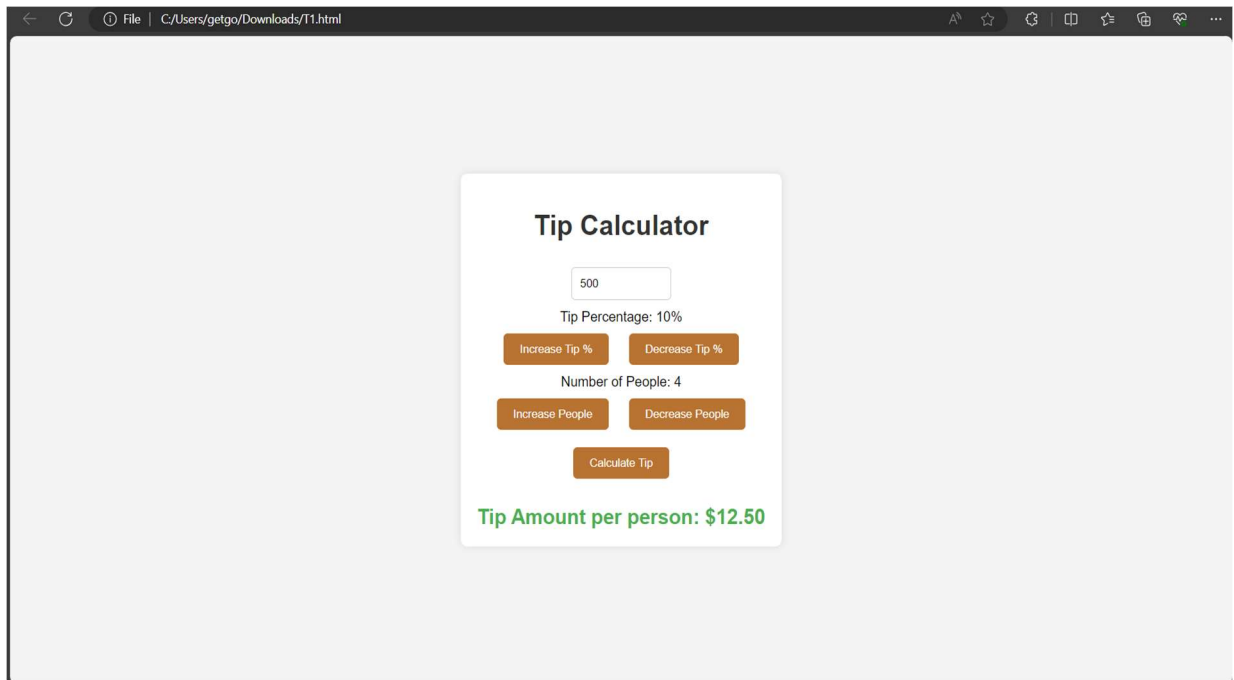 File | C:/Users/getgo/Downloads/T1.html
Tip Calculator
500
Tip Percentage: 10%
Increase Tip % Decrease Tip %
Number of People: 4
Increase People Decrease People
Calculate Tip
Tip Amount per person: $12.50